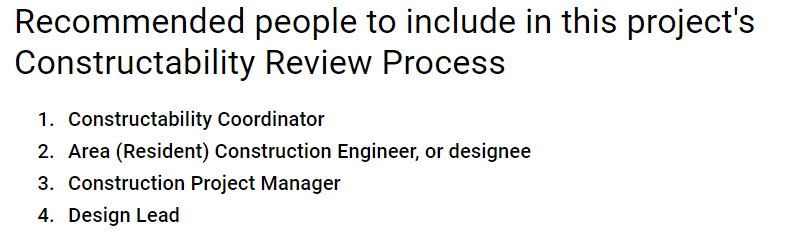 Recommended people to include in this project's
Constructability Review Process
1. Constructability Coordinator
2. Area (Resident) Construction Engineer, or designee
3. Construction Project Manager
4. Design Lead